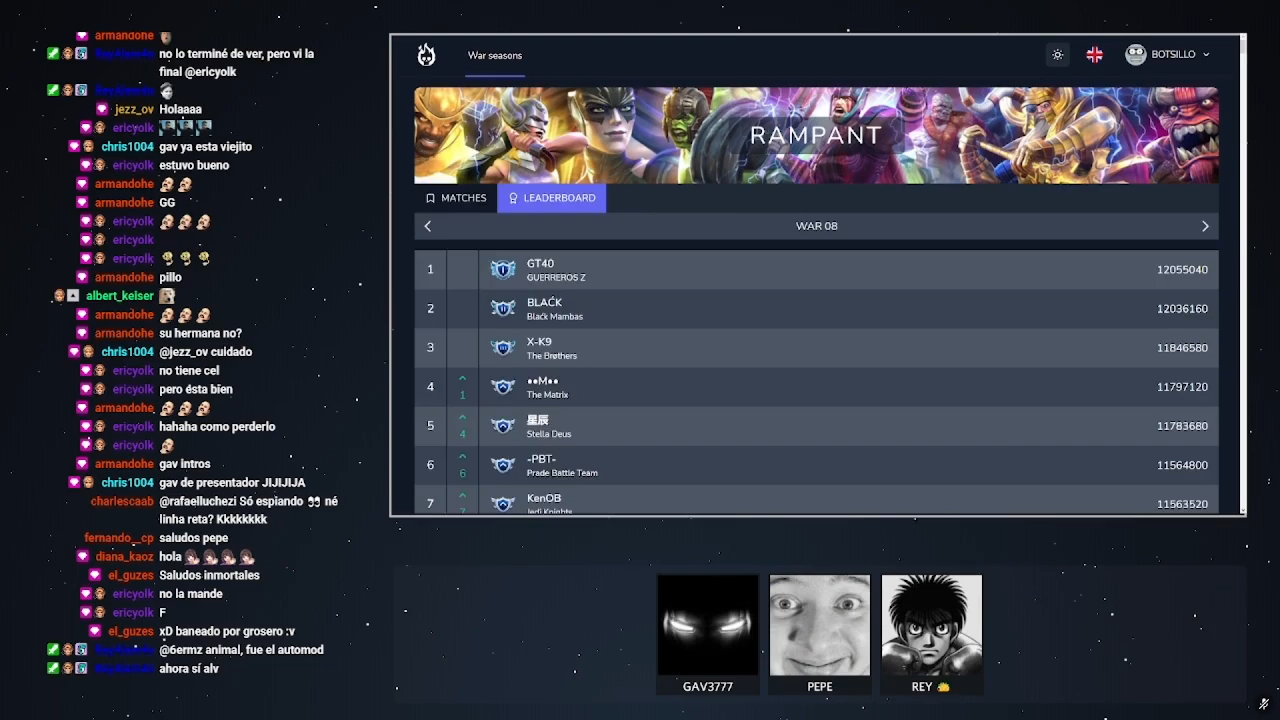 armandohe
no lo terminé de ver, pero vi la
final @ericyolk
jezz_ov Holaaaa
ericyolk
chris1004 gav ya esta viejito
ericyolk estuvo bueno
armandohe
armandohe GG
ericyolk
ericyolk
ericyolk
armandohe pillo
albert_kelser
armandohe
armandohe su hermana no?
chris1004 @jezz_ov cuidado
ericyolk no tiene cel
ericyolk pero ésta bien
armandohe
ericyolk hahaha como perderlo
ericyolk
armandohe gav intros
chris1004 gav de presentador JIJIJIJA
charlescaab @rafaelluchezi Só espiando 👀 né
linha reta? Kkkkkkkk
fernando__cp saludos pepe
diana_kaoz hola
el_guzes Saludos inmortales
ericyolk no la mande
ericyolk F
el_guzes xD baneado por grosero :v
@6ermz animal, fue el automod
ahora sí alv
War seasons
BOTSILLO
RAMPANT
MATCHES
LEADERBOARD
WAR 08
1 GT40 12055040
GUERREROS Z
2 BLAĆK 12036160
Blaćk Mambas
3 X-K9 11846580
The Brøthers
4 1 ••M•• 11797120
The Matrix
5 4 星辰 11783680
Stella Deus
6 6 -PBT- 11564800
Prade Battle Team
7 KenOB 11563520
Jedi Knights
GAV3777
PEPE
REY 🌮